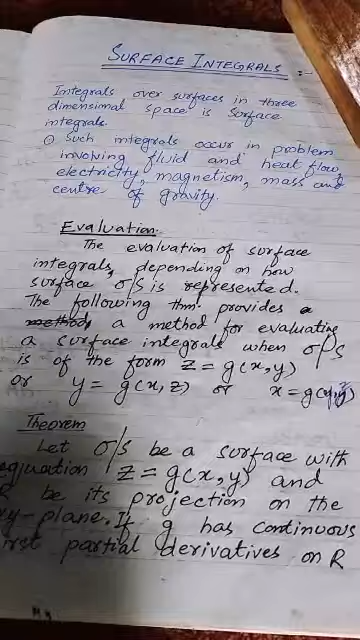 SURFACE INTEGRALS :-
Integrals over surfaces in three
dimensional space is Surface
integrals.
⊙ Such integrals occur in problem
involving fluid and heat flow,
electricity, magnetism, mass and
centre of gravity.
Evaluation.
The evaluation of surface
integrals, depending on how
surface σ/S is represented.
The following thm. provides a
method, a method for evaluating
a surface integrals when σ/S
is of the form z = g(x,y)
or y = g(x,z) or x = g(y,z)
Theorem
Let σ/S be a surface with
equation z = g(x,y) and
R be its projection on the
xy-plane. If g has continuous
first partial derivatives on R